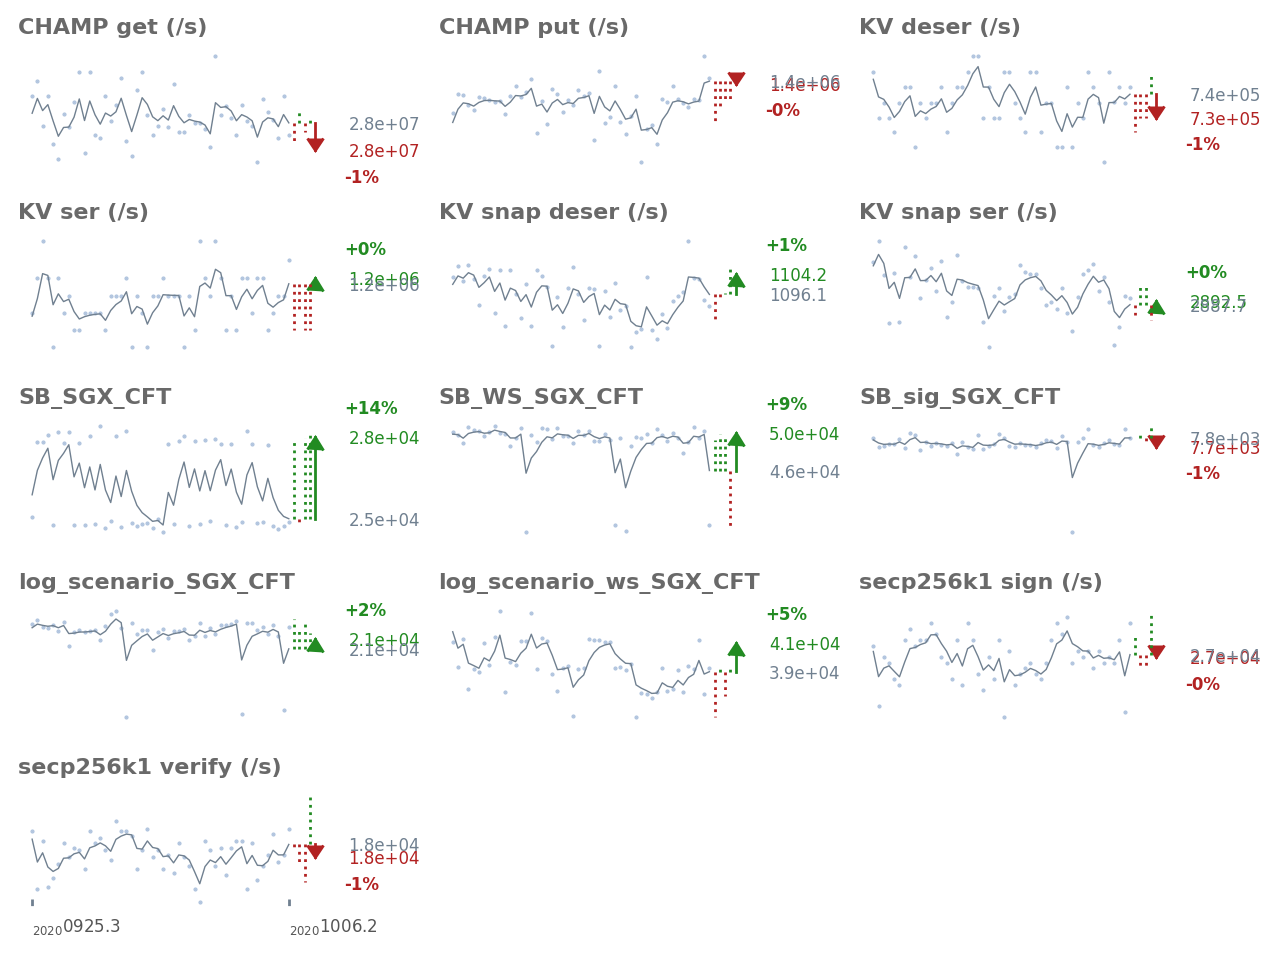 CHAMP get (/s)
2.8e+07
2.8e+07
-1%
CHAMP put (/s)
1.4e+06
1.4e+06
-0%
KV deser (/s)
7.4e+05
7.3e+05
-1%
KV ser (/s)
+0%
1.2e+06
1.2e+06
KV snap deser (/s)
+1%
1104.2
1096.1
KV snap ser (/s)
+0%
2892.5
2887.7
SB_SGX_CFT
+14%
2.8e+04
2.5e+04
SB_WS_SGX_CFT
+9%
5.0e+04
4.6e+04
SB_sig_SGX_CFT
7.8e+03
7.7e+03
-1%
log_scenario_SGX_CFT
+2%
2.1e+04
2.1e+04
log_scenario_ws_SGX_CFT
+5%
4.1e+04
3.9e+04
secp256k1 sign (/s)
2.7e+04
2.7e+04
-0%
secp256k1 verify (/s)
1.8e+04
1.8e+04
-1%
20200925.3
20201006.2